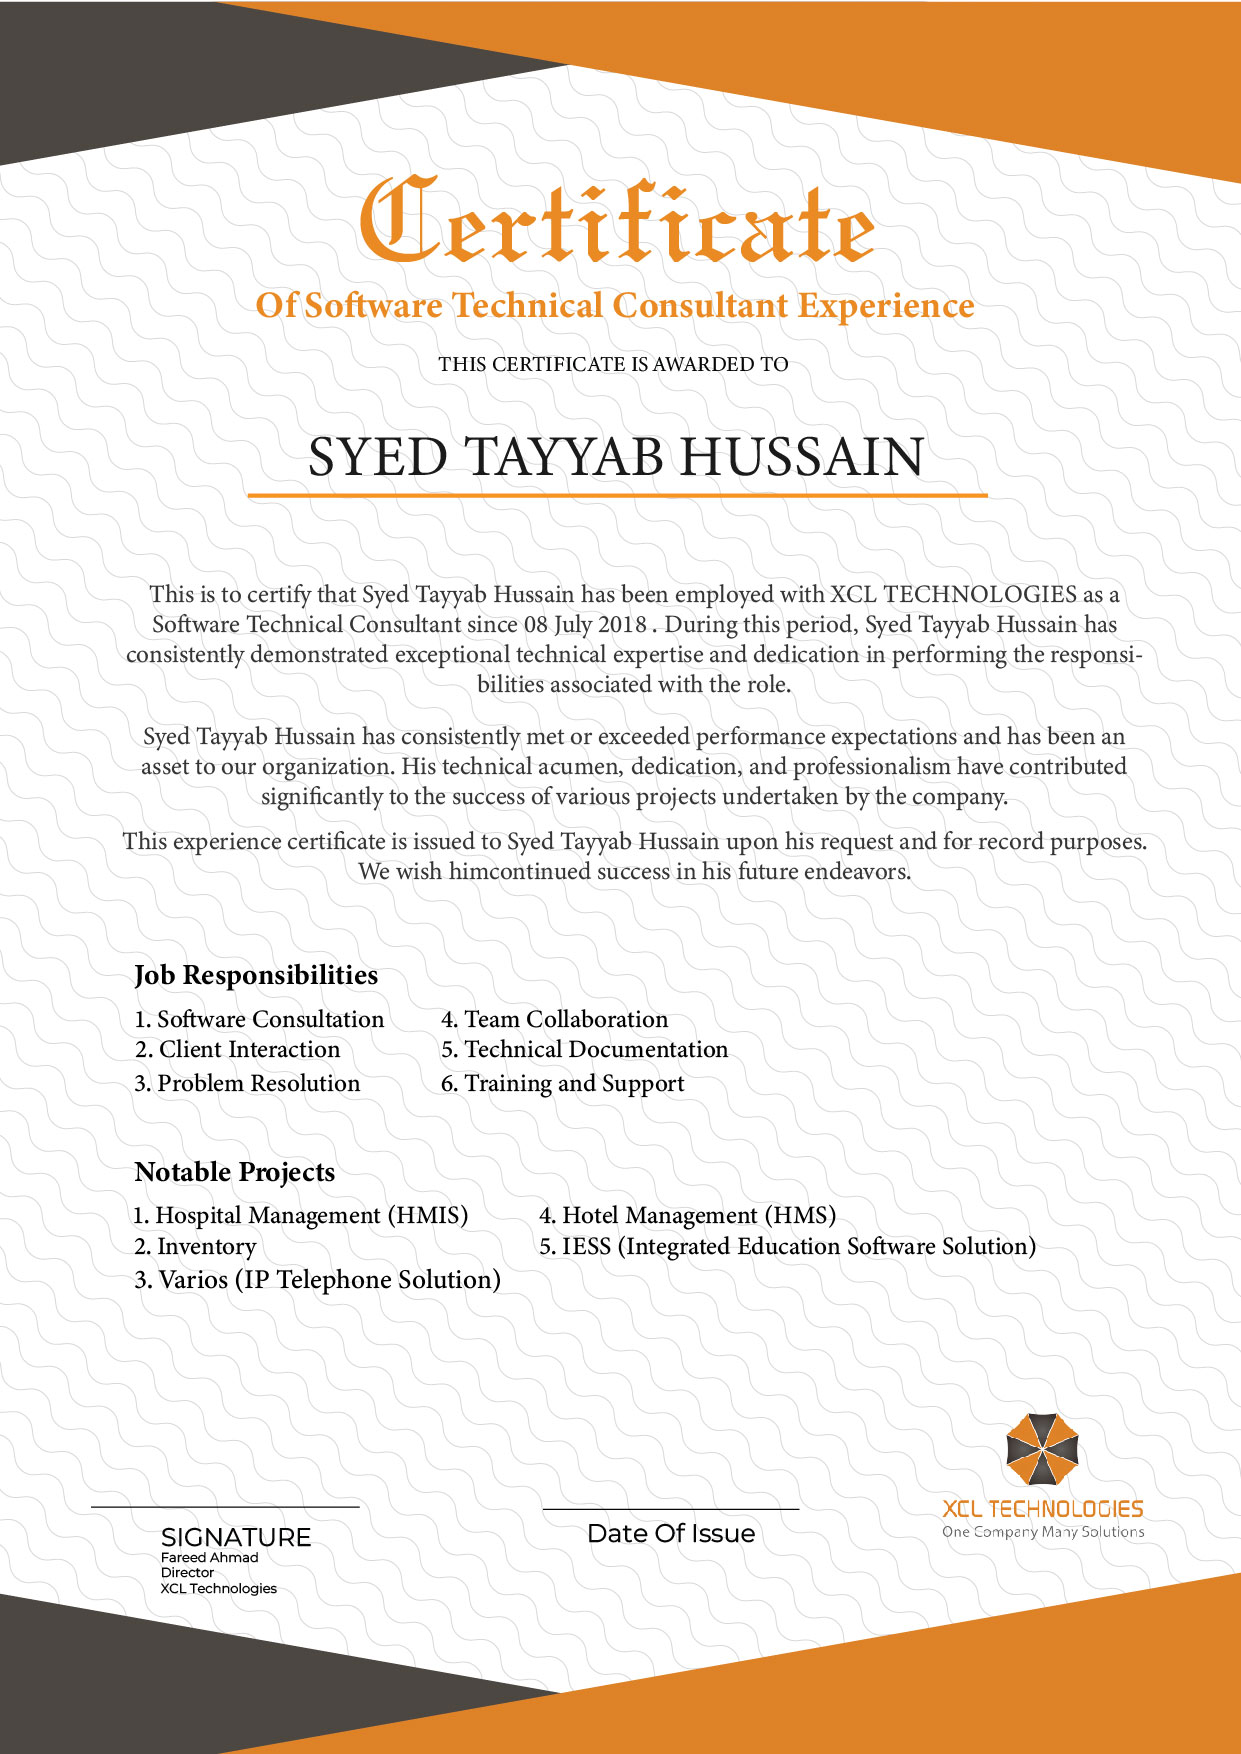 Certificate
Of Software Technical Consultant Experience
THIS CERTIFICATE IS AWARDED TO
SYED TAYYAB HUSSAIN
This is to certify that Syed Tayyab Hussain has been employed with XCL TECHNOLOGIES as a
Software Technical Consultant since 08 July 2018 . During this period, Syed Tayyab Hussain has
consistently demonstrated exceptional technical expertise and dedication in performing the responsi-
bilities associated with the role.
Syed Tayyab Hussain has consistently met or exceeded performance expectations and has been an
asset to our organization. His technical acumen, dedication, and professionalism have contributed
significantly to the success of various projects undertaken by the company.
This experience certificate is issued to Syed Tayyab Hussain upon his request and for record purposes.
We wish himcontinued success in his future endeavors.
Job Responsibilities
1. Software Consultation
2. Client Interaction
3. Problem Resolution
4. Team Collaboration
5. Technical Documentation
6. Training and Support
Notable Projects
1. Hospital Management (HMIS)
2. Inventory
3. Varios (IP Telephone Solution)
4. Hotel Management (HMS)
5. IESS (Integrated Education Software Solution)
SIGNATURE
Fareed Ahmad
Director
XCL Technologies
Date Of Issue
XCL TECHNOLOGIES
One Company Many Solutions